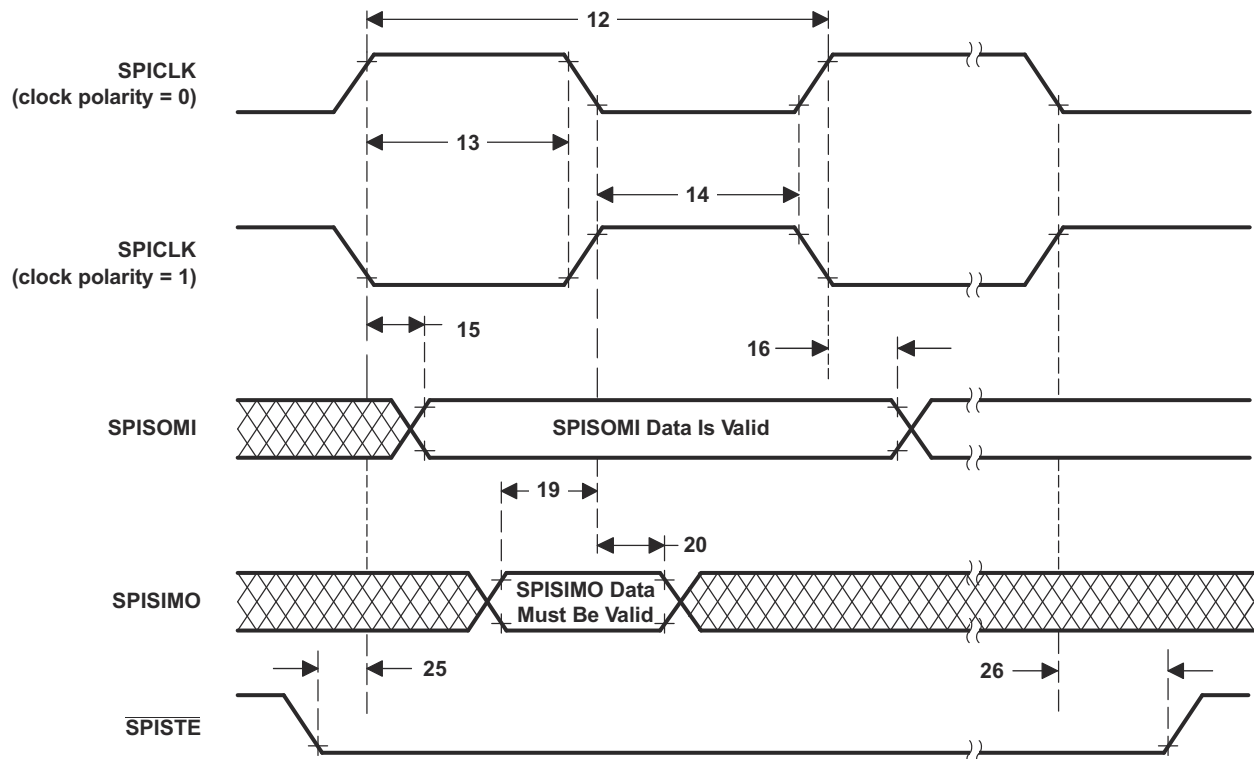 12
SPICLK
(clock polarity = 0)
13
14
SPICLK
(clock polarity = 1)
15
16
SPISOMI
SPISOMI Data Is Valid
19
20
SPISIMO
SPISIMO Data
Must Be Valid
25
26
SPISTE